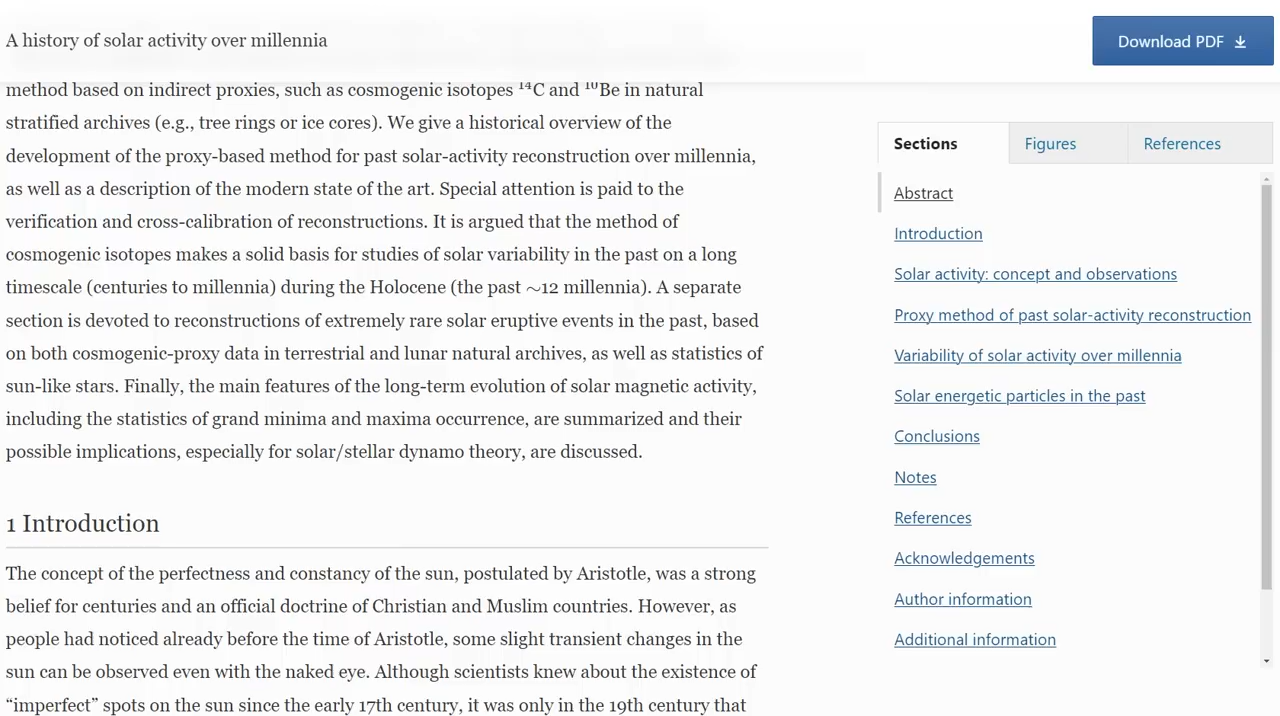 A history of solar activity over millennia
Download PDF
method based on indirect proxies, such as cosmogenic isotopes ¹⁴C and ¹⁰Be in natural
stratified archives (e.g., tree rings or ice cores). We give a historical overview of the
development of the proxy-based method for past solar-activity reconstruction over millennia,
as well as a description of the modern state of the art. Special attention is paid to the
verification and cross-calibration of reconstructions. It is argued that the method of
cosmogenic isotopes makes a solid basis for studies of solar variability in the past on a long
timescale (centuries to millennia) during the Holocene (the past ~12 millennia). A separate
section is devoted to reconstructions of extremely rare solar eruptive events in the past, based
on both cosmogenic-proxy data in terrestrial and lunar natural archives, as well as statistics of
sun-like stars. Finally, the main features of the long-term evolution of solar magnetic activity,
including the statistics of grand minima and maxima occurrence, are summarized and their
possible implications, especially for solar/stellar dynamo theory, are discussed.
1 Introduction
The concept of the perfectness and constancy of the sun, postulated by Aristotle, was a strong
belief for centuries and an official doctrine of Christian and Muslim countries. However, as
people had noticed already before the time of Aristotle, some slight transient changes in the
sun can be observed even with the naked eye. Although scientists knew about the existence of
“imperfect” spots on the sun since the early 17th century, it was only in the 19th century that
Sections
Figures
References
Abstract
Introduction
Solar activity: concept and observations
Proxy method of past solar-activity reconstruction
Variability of solar activity over millennia
Solar energetic particles in the past
Conclusions
Notes
References
Acknowledgements
Author information
Additional information